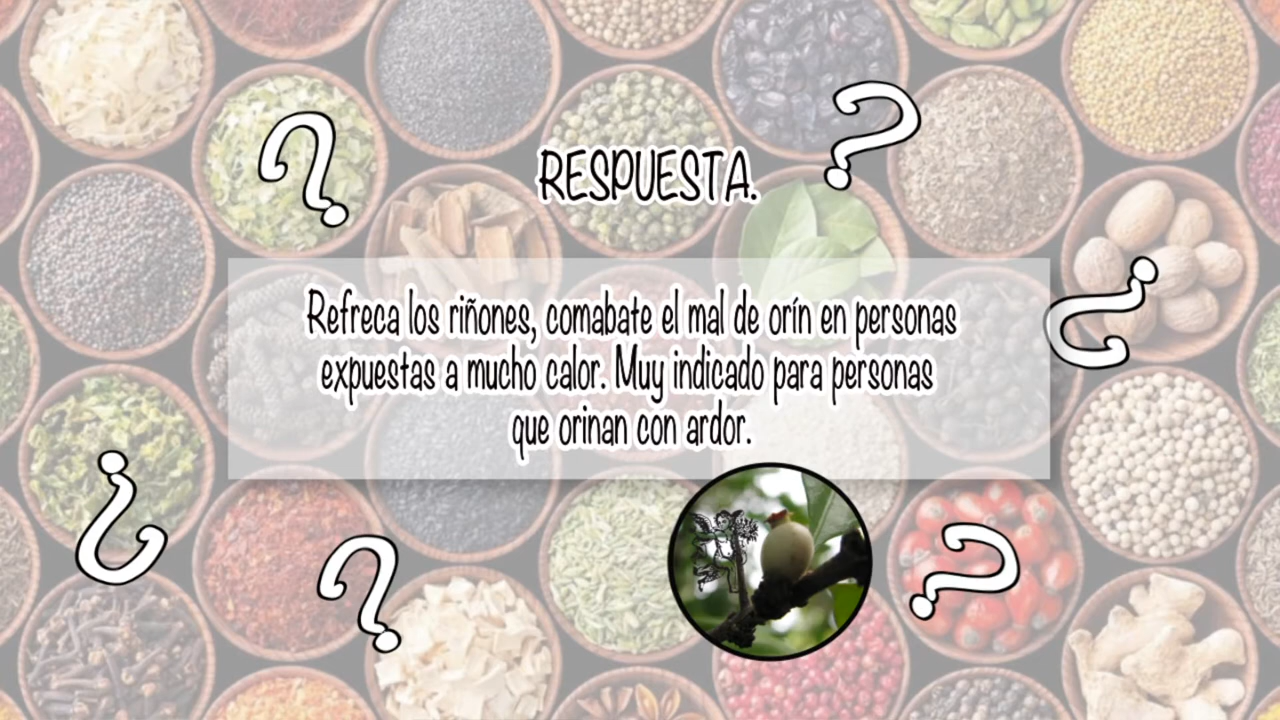 RESPUESTA.
Refreca los riñones, comabate el mal de orín en personas
expuestas a mucho calor. Muy indicado para personas
que orinan con ardor.